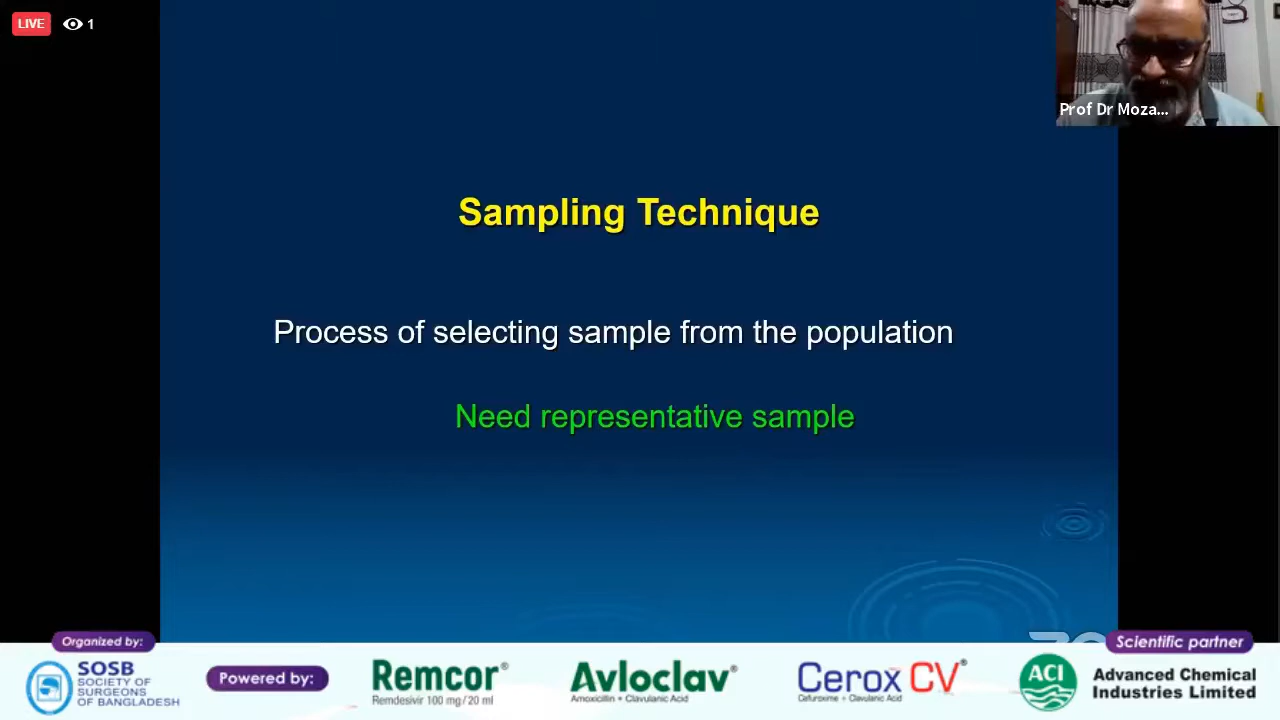 LIVE
1
Prof Dr Moza...
Sampling Technique
Process of selecting sample from the population
Need representative sample
Organized by:
SOSB
SOCIETY OF
SURGEONS
OF BANGLADESH
Powered by:
Remcor®
Remdesivir 100 mg/20 ml
Avloclav®
Amoxicillin + Clavulanic Acid
Cerox CV®
Cefuroxime + Clavulanic Acid
Scientific partner
ACI
Advanced Chemical
Industries Limited